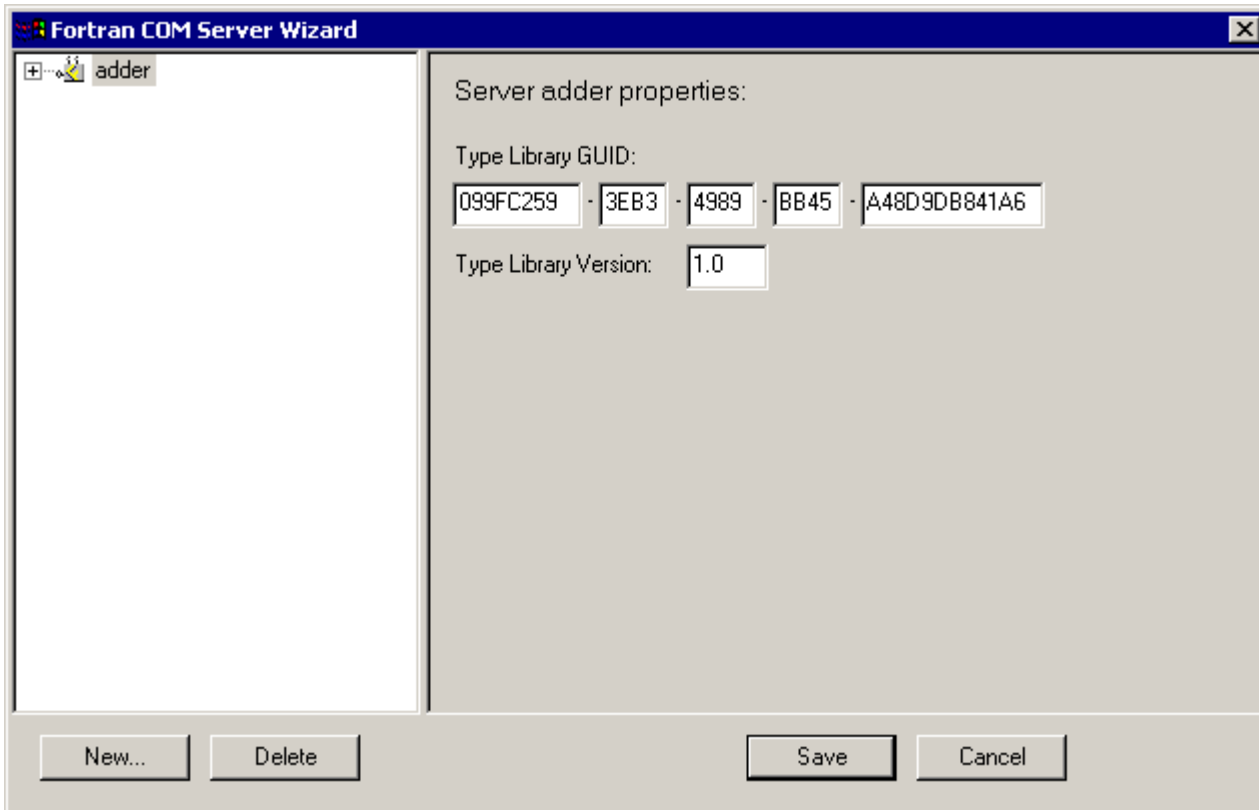 Fortran COM Server Wizard
adder
Server adder properties:
Type Library GUID:
099FC259 - 3EB3 - 4989 - BB45 - A48D9DB841A6
Type Library Version: 1.0
New... Delete Save Cancel